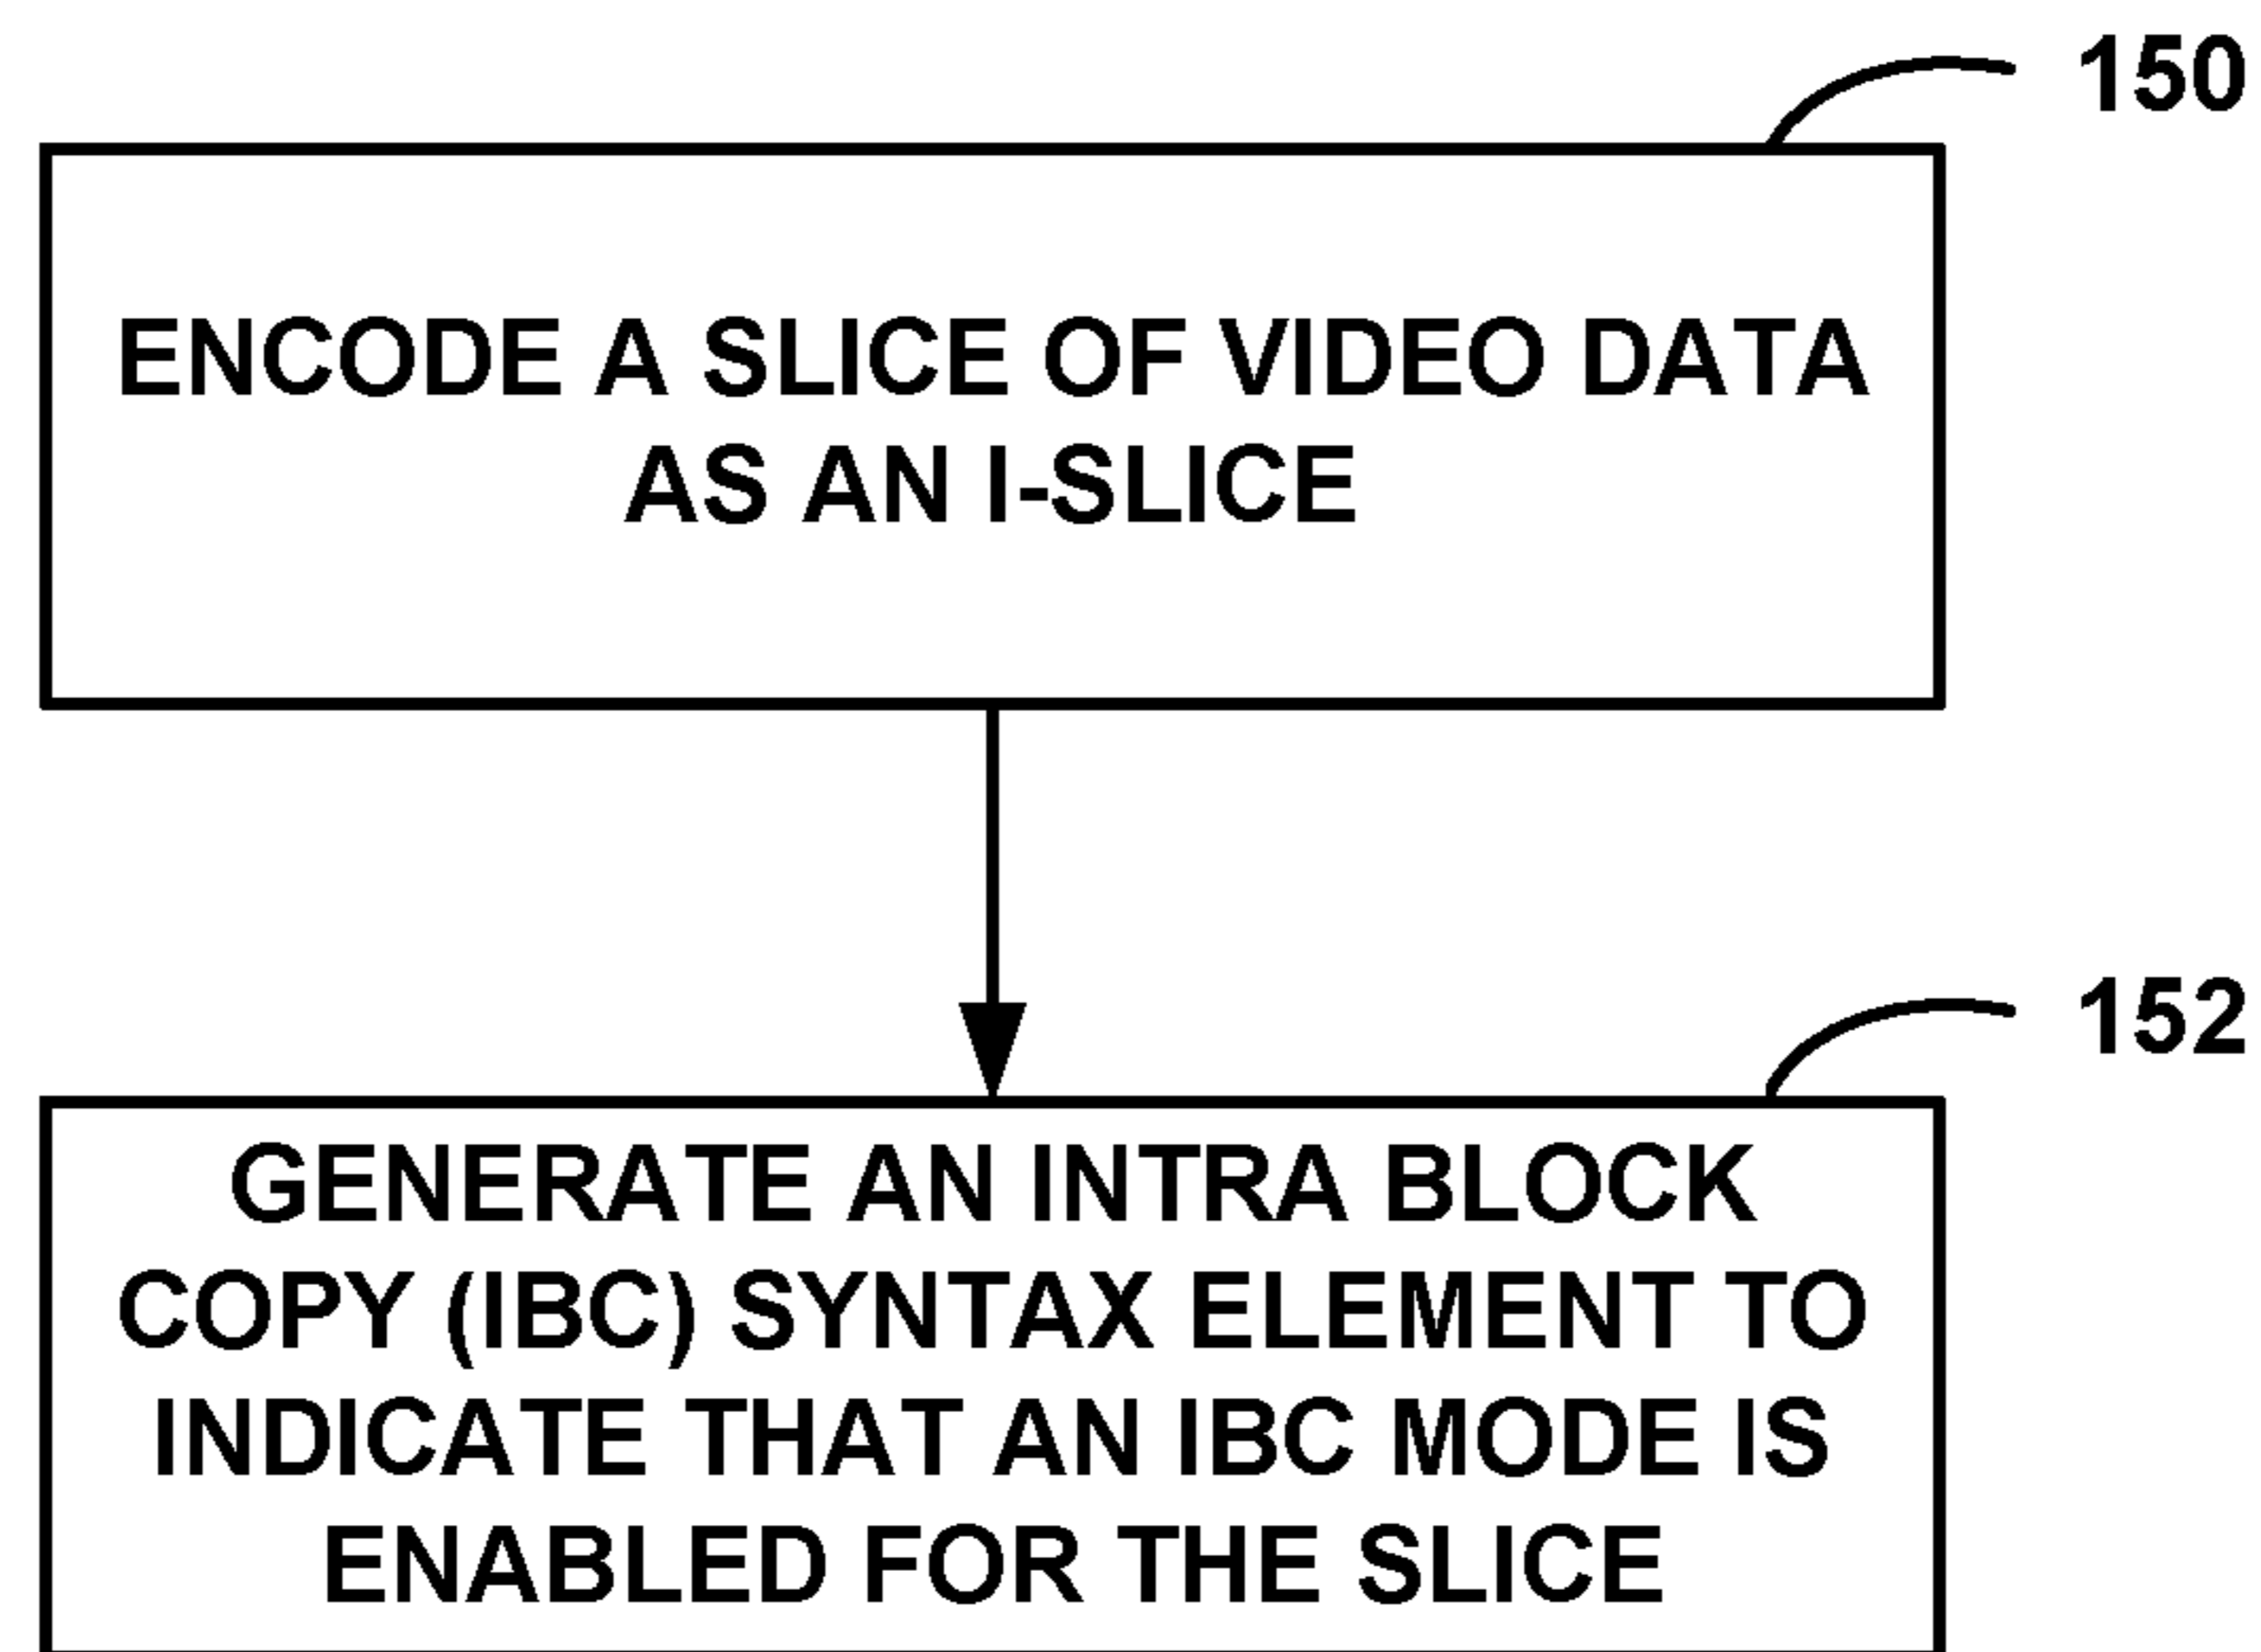 150
ENCODE A SLICE OF VIDEO DATA
AS AN I-SLICE
152
GENERATE AN INTRA BLOCK
COPY (IBC) SYNTAX ELEMENT TO
INDICATE THAT AN IBC MODE IS
ENABLED FOR THE SLICE